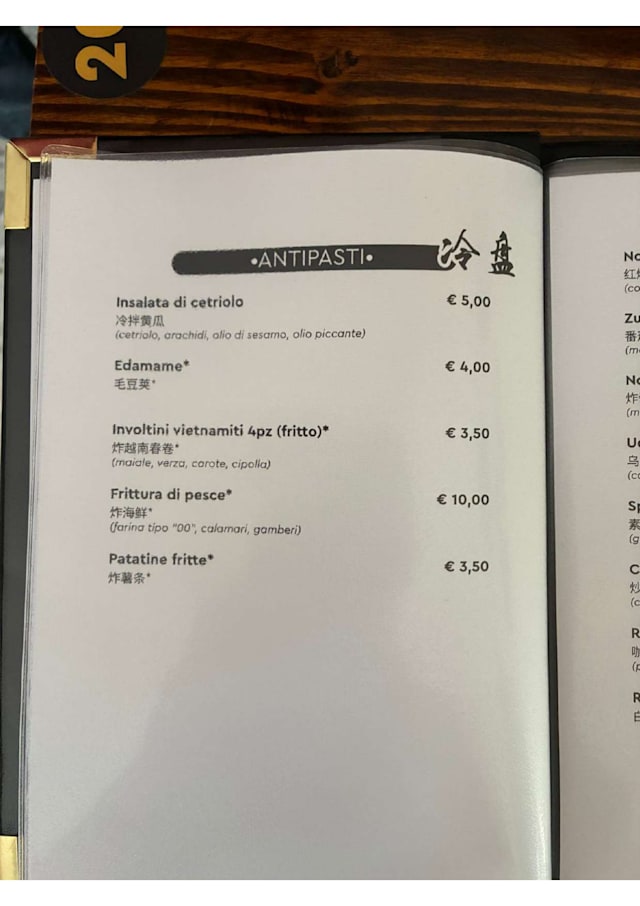 20
•ANTIPASTI• 冷盘
Insalata di cetriolo € 5,00
冷拌黄瓜
(cetriolo, arachidi, olio di sesamo, olio piccante)
Edamame* € 4,00
毛豆荚*
Involtini vietnamiti 4pz (fritto)* € 3,50
炸越南春卷*
(maiale, verza, carote, cipolla)
Frittura di pesce* € 10,00
炸海鲜*
(farina tipo "00", calamari, gamberi)
Patatine fritte* € 3,50
炸薯条*